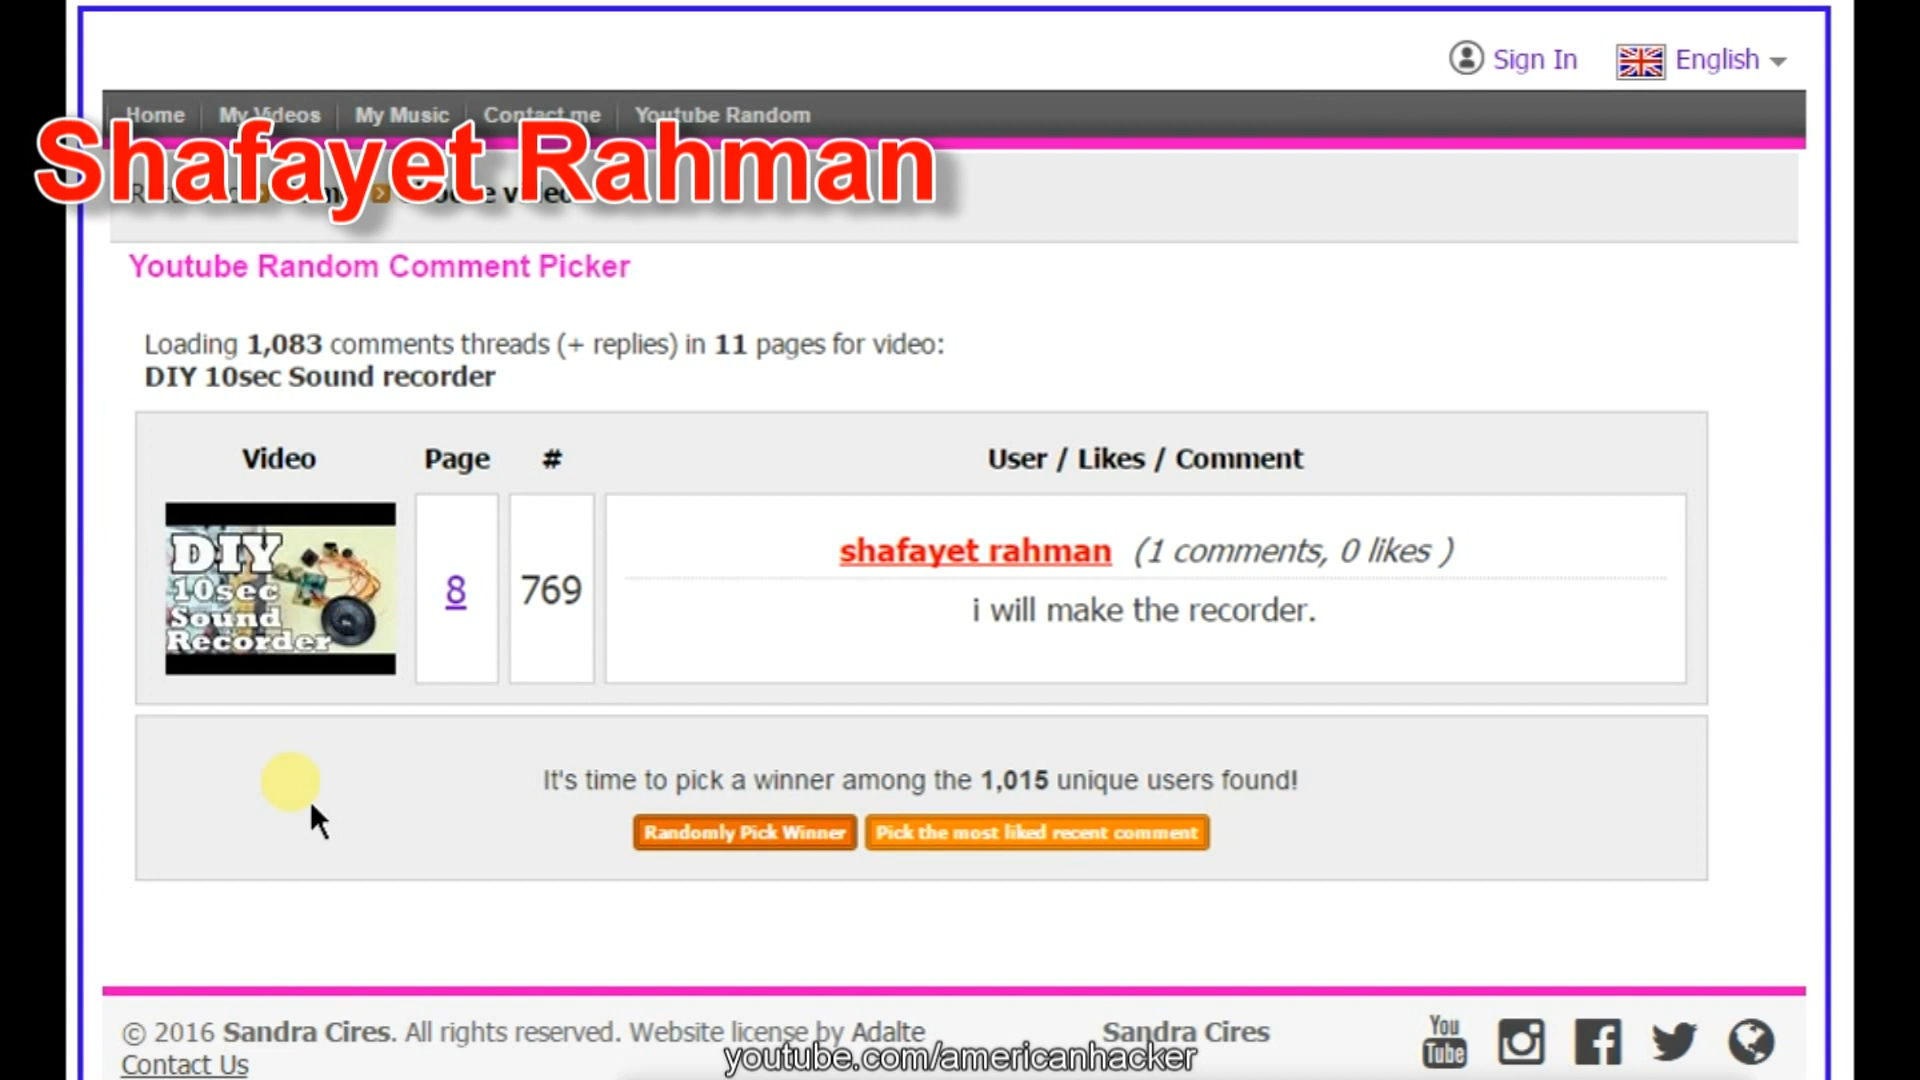 Sign In English
Home My Videos My Music Contact me Youtube Random
Shafayet Rahman
Youtube Random Comment Picker
Loading 1,083 comments threads (+ replies) in 11 pages for video:
DIY 10sec Sound recorder
Video Page # User / Likes / Comment
DIY
10sec
Sound
Recorder
8
769
shafayet rahman (1 comments, 0 likes )
i will make the recorder.
It's time to pick a winner among the 1,015 unique users found!
Randomly Pick Winner Pick the most liked recent comment
© 2016 Sandra Cires. All rights reserved. Website license by Adalte
Sandra Cires
You
Tube
Contact Us
youtube.com/americanhacker